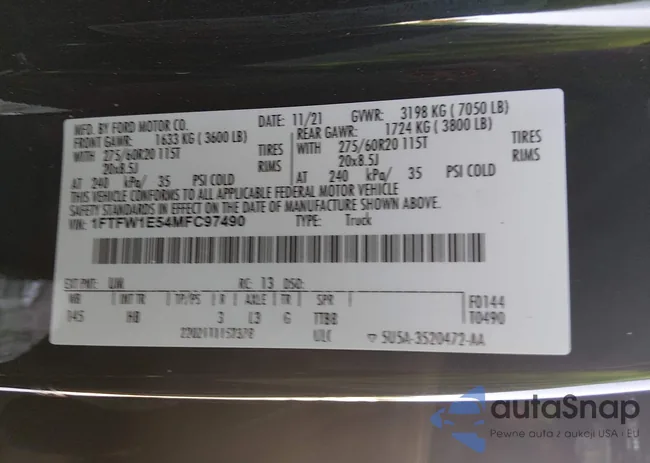 MFD. BY FORD MOTOR CO. DATE: 11/21 GVWR: 3198 KG ( 7050 LB)
FRONT GAWR: 1633 KG ( 3600 LB) REAR GAWR: 1724 KG ( 3800 LB)
WITH 275/60R20 115T TIRES WITH 275/60R20 115T TIRES
20x8.5J RIMS 20x8.5J RIMS
AT 240 kPa/ 35 PSI COLD AT 240 kPa/ 35 PSI COLD
THIS VEHICLE CONFORMS TO ALL APPLICABLE FEDERAL MOTOR VEHICLE
SAFETY STANDARDS IN EFFECT ON THE DATE OF MANUFACTURE SHOWN ABOVE.
VIN: 1FTFW1E54MFC97490 TYPE: Truck
EXT PNT: RC: 13 DSO:
WB INT TR TP/PS R AXLE TR SPR F0144
145 HB 3 L3 G TTBB T0490
ULC 5U5A-3520472-AA
autaSnap
Pewne auta z aukcji USA i EU